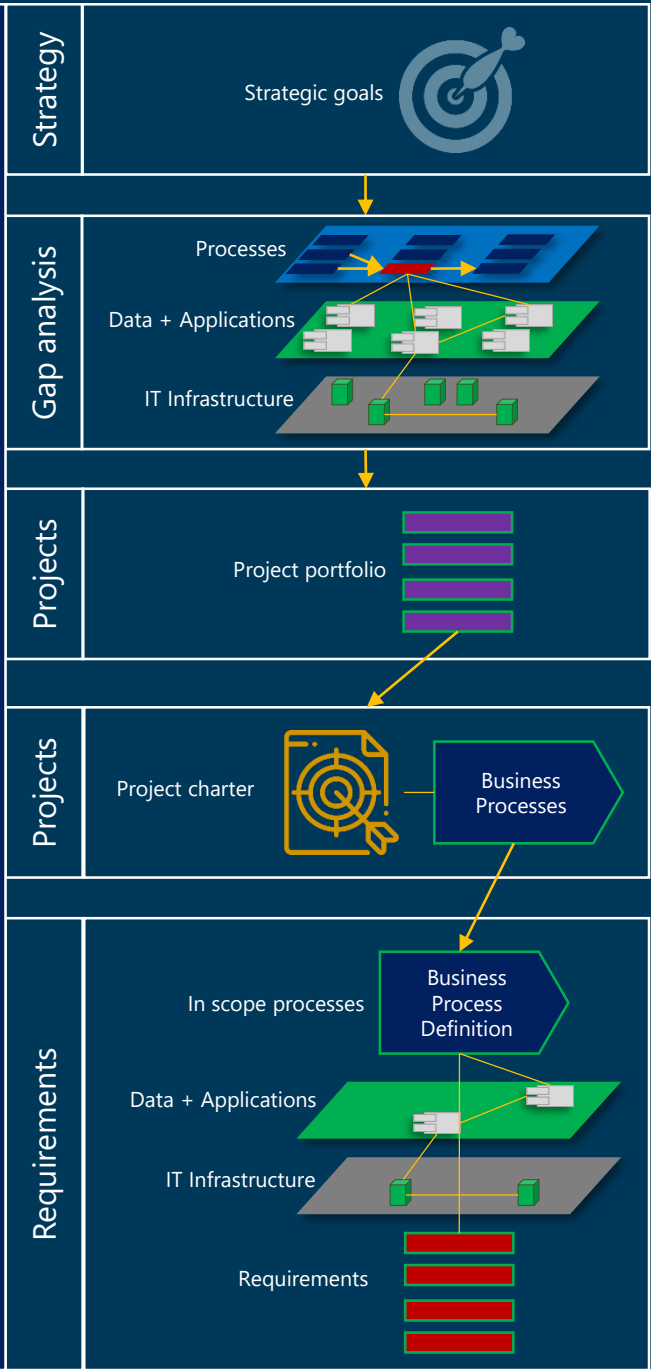 Strategy
Strategic goals
Gap analysis
Processes
Data + Applications
IT Infrastructure
Projects
Project portfolio
Projects
Project charter
Business
Processes
Requirements
In scope processes
Business
Process
Definition
Data + Applications
IT Infrastructure
Requirements